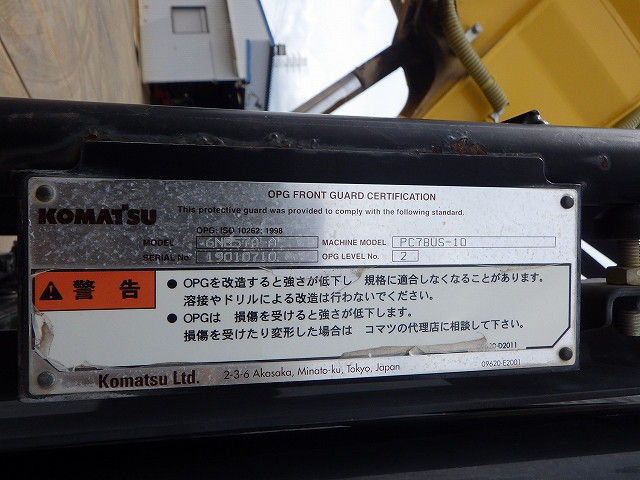 OPG FRONT GUARD CERTIFICATION
KOMATSU
This protective guard was provided to comply with the following standard.
OPG; ISO 10262; 1998
MODEL MACHINE MODEL PC78US-10
SERIAL No. 19010710 OPG LEVEL No. 2
警告
● OPGを改造すると強さが低下し 規格に適合しなくなることがあります。
溶接やドリルによる改造は行わないでください。
● OPGは 損傷を受けると強さが低下します。
損傷を受けたり変形した場合は コマツの代理店に相談して下さい。
Komatsu Ltd. 2-3-6 Akasaka, Minato-ku, Tokyo, Japan 09620-E2001